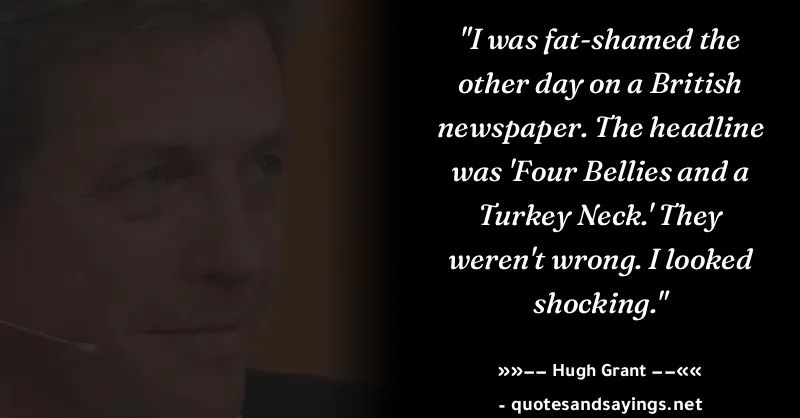 "I was fat-shamed the
other day on a British
newspaper. The headline
was 'Four Bellies and a
Turkey Neck.' They
weren't wrong. I looked
shocking."
»»−− Hugh Grant −−««
- quotesandsayings.net